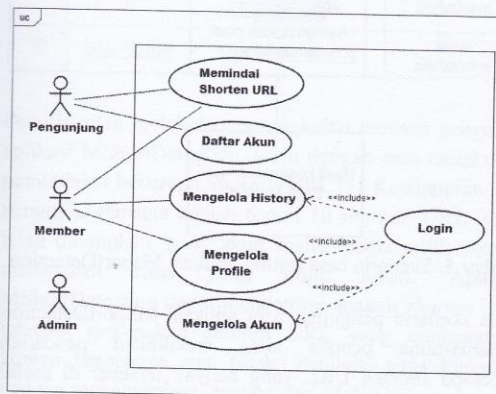 uc
Memindai
Shorten URL
Pengunjung
Daftar Akun
Mengelola History
<<include>>
Login
Member
<<include>>
Mengelola
Profile
<<include>>
Admin
Mengelola Akun